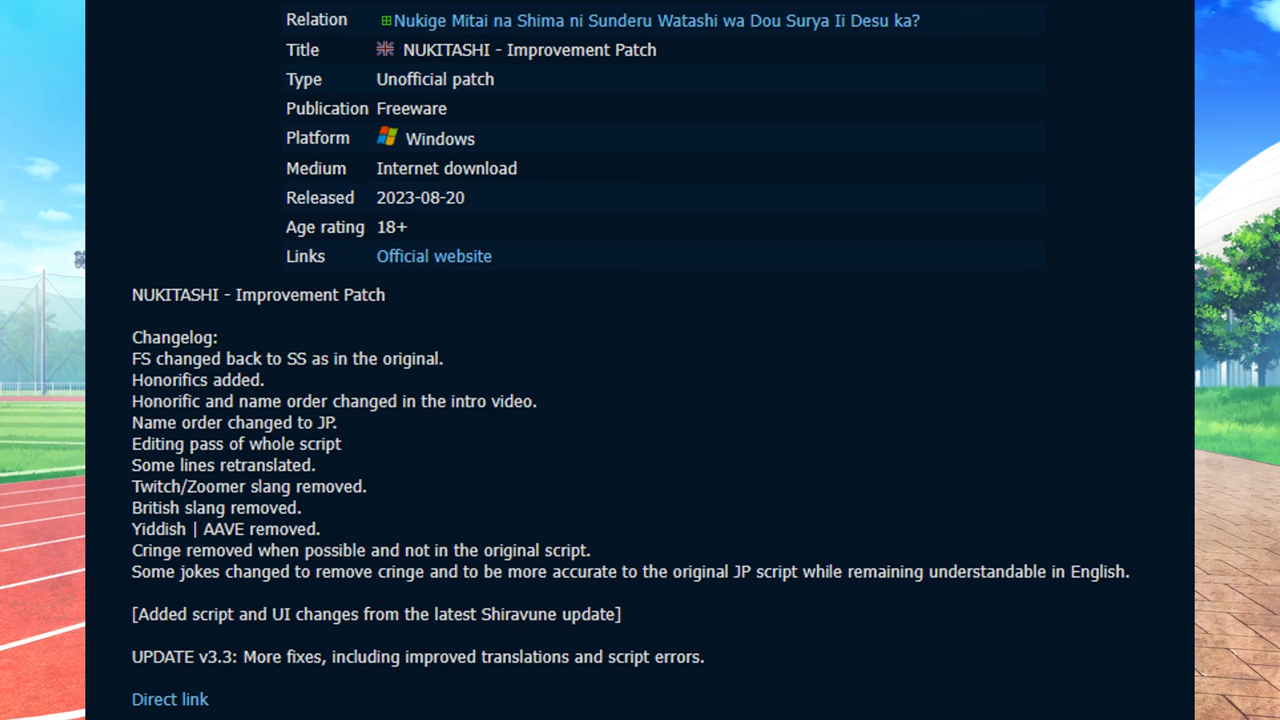 Relation Nukige Mitai na Shima ni Sunderu Watashi wa Dou Surya Ii Desu ka?
Title NUKITASHI - Improvement Patch
Type Unofficial patch
Publication Freeware
Platform Windows
Medium Internet download
Released 2023-08-20
Age rating 18+
Links Official website
NUKITASHI - Improvement Patch
Changelog:
FS changed back to SS as in the original.
Honorifics added.
Honorific and name order changed in the intro video.
Name order changed to JP.
Editing pass of whole script
Some lines retranslated.
Twitch/Zoomer slang removed.
British slang removed.
Yiddish | AAVE removed.
Cringe removed when possible and not in the original script.
Some jokes changed to remove cringe and to be more accurate to the original JP script while remaining understandable in English.
[Added script and UI changes from the latest Shiravune update]
UPDATE v3.3: More fixes, including improved translations and script errors.
Direct link